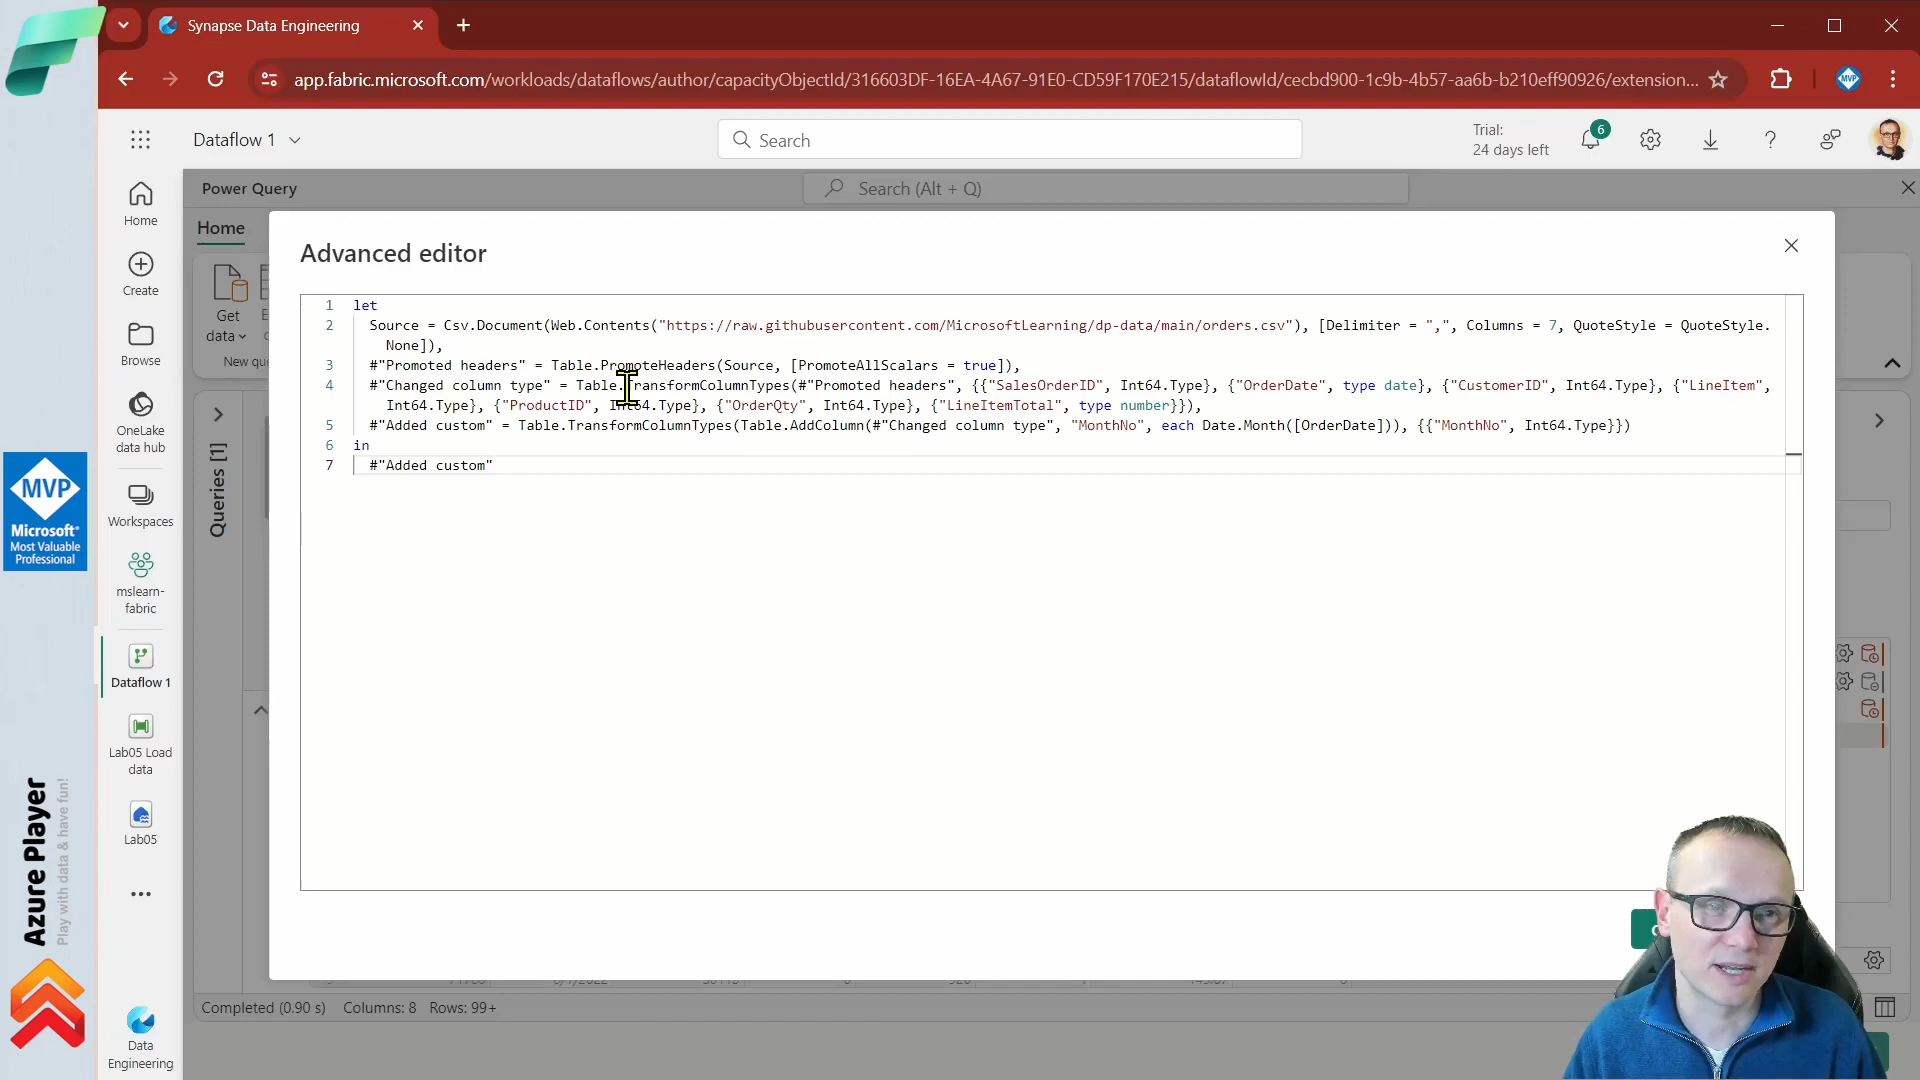 Synapse Data Engineering
app.fabric.microsoft.com/workloads/dataflows/author/capacityObjectId/316603DF-16EA-4A67-91E0-CD59F170E215/dataflowId/cecbd900-1c9b-4b57-aa6b-b210eff90926/extension...
Dataflow 1
Search
Trial:
24 days left
6
Power Query
Search (Alt + Q)
Home
Home
Create
Browse
OneLake
data hub
Workspaces
mslearn-
fabric
Dataflow 1
Lab05 Load
data
Lab05
Data
Engineering
Get
data
New
Queries [1]
Advanced editor
1 let
2 Source = Csv.Document(Web.Contents("https://raw.githubusercontent.com/MicrosoftLearning/dp-data/main/orders.csv"), [Delimiter = ",", Columns = 7, QuoteStyle = QuoteStyle.
None]),
3 #"Promoted headers" = Table.PromoteHeaders(Source, [PromoteAllScalars = true]),
4 #"Changed column type" = Table.TransformColumnTypes(#"Promoted headers", {{"SalesOrderID", Int64.Type}, {"OrderDate", type date}, {"CustomerID", Int64.Type}, {"LineItem",
Int64.Type}, {"ProductID", Int64.Type}, {"OrderQty", Int64.Type}, {"LineItemTotal", type number}}),
5 #"Added custom" = Table.TransformColumnTypes(Table.AddColumn(#"Changed column type", "MonthNo", each Date.Month([OrderDate])), {{"MonthNo", Int64.Type}})
6 in
7 #"Added custom"
Completed (0.90 s) Columns: 8 Rows: 99+
MVP
Microsoft®
Most Valuable
Professional
Azure Player
Play with data & have fun!
MVP